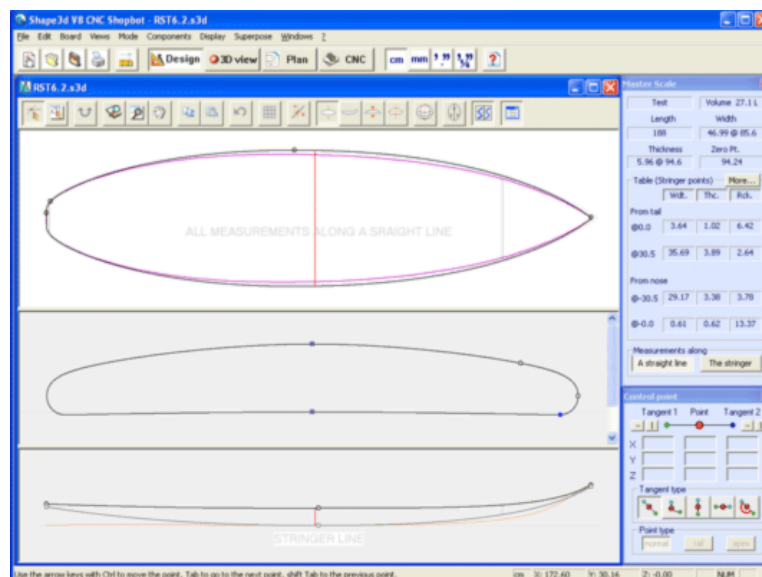 Shape3d V8 CNC Shopbot - RST6.2.s3d
File Edit Board Views Mode Components Display Superpose Windows ?
Design 3D view Plan CNC cm mm
RST6.2.s3d
ALL MEASUREMENTS ALONG A SRAIGHT LINE
STRINGER LINE
Master Scale
Test Volume 27.1 L
Length Width
188 46.99 @ 85.6
Thickness Zero Pt.
5.96 @ 94.6 94.24
Table (Stringer points) More...
Wdt. Thc. Rck.
From tail
@0.0 3.64 1.02 6.42
@30.5 35.69 3.89 2.64
From nose
@-30.5 29.17 3.38 3.78
@-0.0 0.61 0.62 13.37
Measurements along
A straight line The stringer
Control point
Tangent 1 Point Tangent 2
X
Y
Z
Tangent type
Point type
normal rail apex
Use the arrow keys with Ctrl to move the point, Tab to go to the next point, shift Tab to the previous point. cm X: 172.60 Y: 30.16 Z: -0.00 NUM